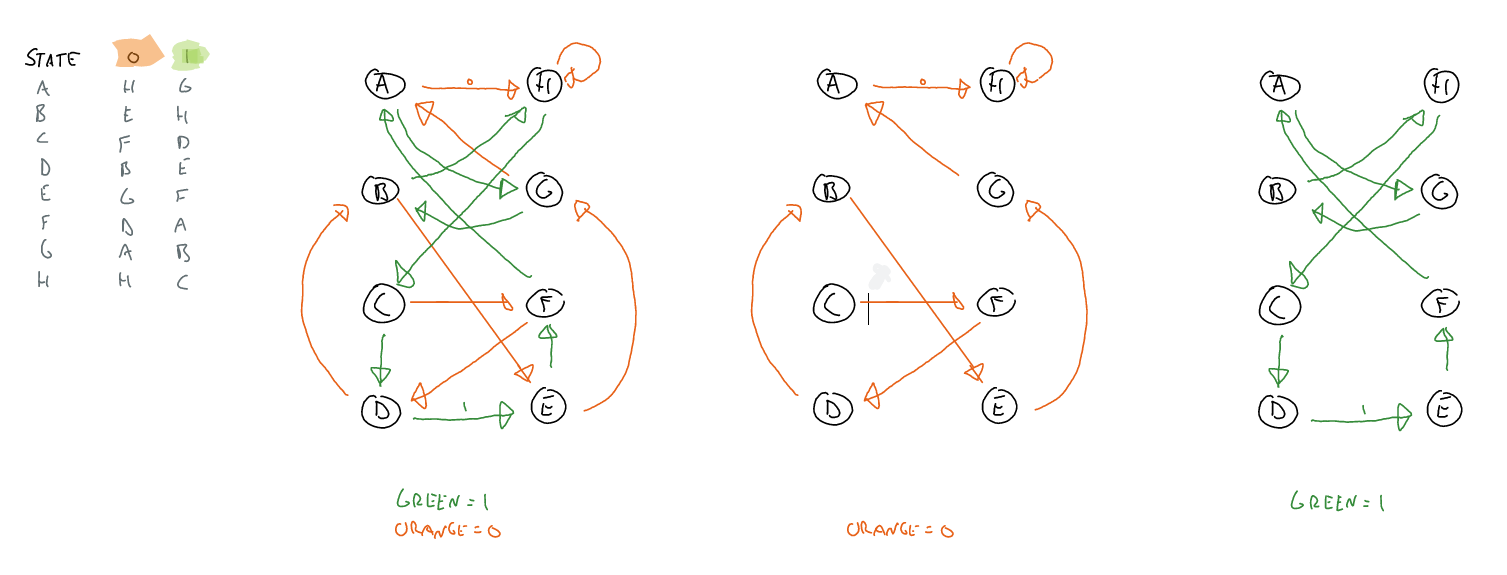 STATE 0 1
A H G
B E H
C F D
D B E
E G F
F D A
G A B
H H C
A 0 H
B G
C F
D 1 E
GREEN = 1
ORANGE = 0
A 0 H
B G
C F
D E
ORANGE = 0
A H
B G
C F
D 1 E
GREEN = 1